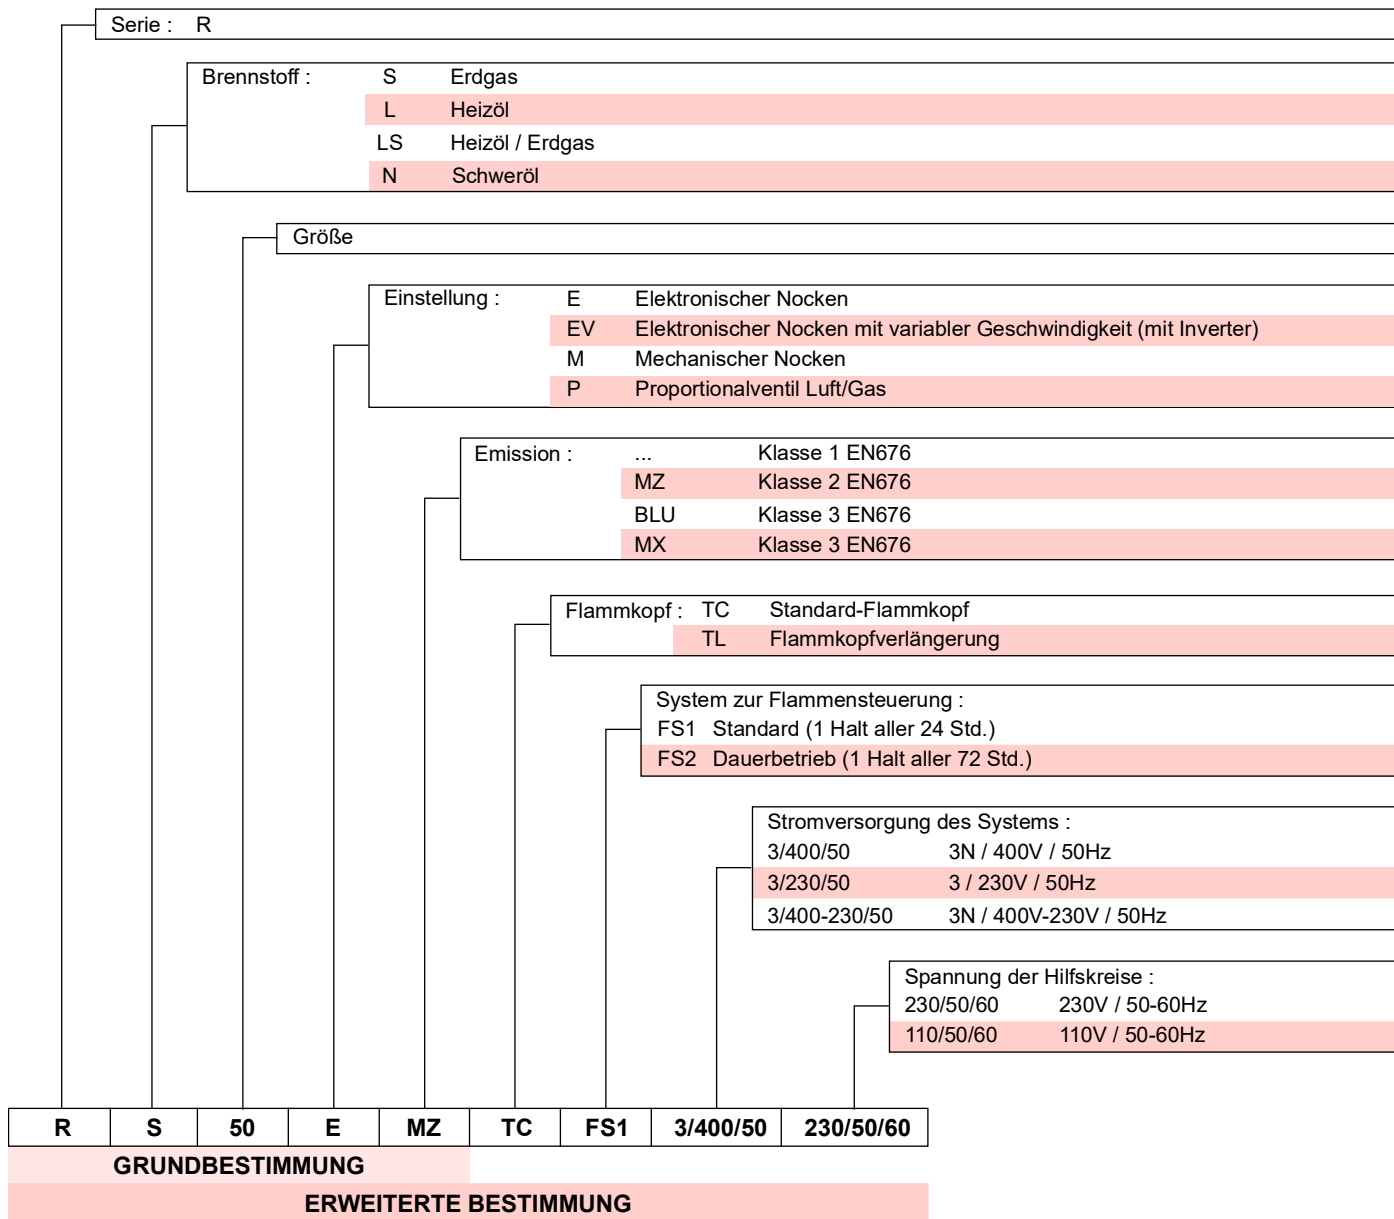 Serie : R
Brennstoff : S Erdgas
L Heizöl
LS Heizöl / Erdgas
N Schweröl
Größe
Einstellung : E Elektronischer Nocken
EV Elektronischer Nocken mit variabler Geschwindigkeit (mit Inverter)
M Mechanischer Nocken
P Proportionalventil Luft/Gas
Emission : ... Klasse 1 EN676
MZ Klasse 2 EN676
BLU Klasse 3 EN676
MX Klasse 3 EN676
Flammkopf : TC Standard-Flammkopf
TL Flammkopfverlängerung
System zur Flammensteuerung :
FS1 Standard (1 Halt aller 24 Std.)
FS2 Dauerbetrieb (1 Halt aller 72 Std.)
Stromversorgung des Systems :
3/400/50 3N / 400V / 50Hz
3/230/50 3 / 230V / 50Hz
3/400-230/50 3N / 400V-230V / 50Hz
Spannung der Hilfskreise :
230/50/60 230V / 50-60Hz
110/50/60 110V / 50-60Hz
R S 50 E MZ TC FS1 3/400/50 230/50/60
GRUNDBESTIMMUNG
ERWEITERTE BESTIMMUNG